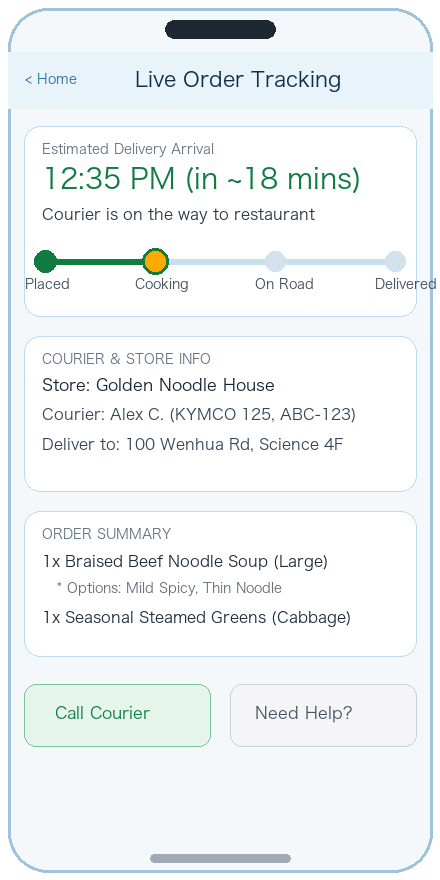 < Home
Live Order Tracking
Estimated Delivery Arrival
12:35 PM (in ~18 mins)
Courier is on the way to restaurant
Placed Cooking On Road Delivered
COURIER & STORE INFO
Store: Golden Noodle House
Courier: Alex C. (KYMCO 125, ABC-123)
Deliver to: 100 Wenhua Rd, Science 4F
ORDER SUMMARY
1x Braised Beef Noodle Soup (Large)
* Options: Mild Spicy, Thin Noodle
1x Seasonal Steamed Greens (Cabbage)
Call Courier
Need Help?